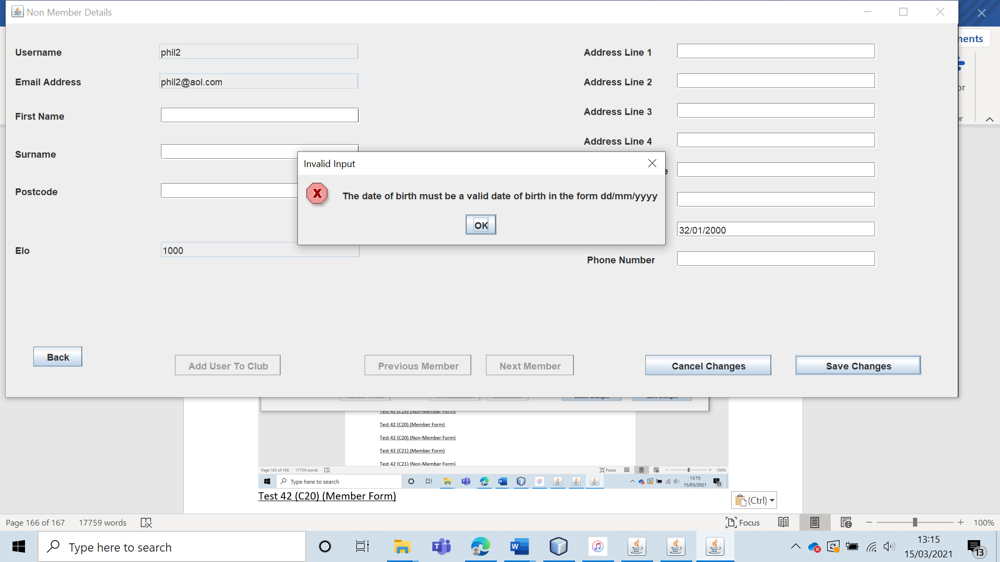 Non Member Details
ments
Username
phil2
Address Line 1
Email Address
phil2@aol.com
Address Line 2
or
First Name
Address Line 3
or
Surname
Address Line 4
Invalid Input
e
Postcode
The date of birth must be a valid date of birth in the form dd/mm/yyyy
OK
32/01/2000
Elo
1000
Phone Number
Back
Add User To Club
Previous Member
Next Member
Cancel Changes
Save Changes
Test 42 (C19) (Non-Member Form)
Test 42 (C20) (Member Form)
Test 42 (C20) (Non-Member Form)
Test 42 (C21) (Member Form)
Test 42 (C21) (Non-Member Form)
Page 165 of 166 17759 words
Focus
100%
Type here to search
13:15
15/03/2021
13
Test 42 (C20) (Member Form)
(Ctrl)
Page 166 of 167 17759 words
Focus
100%
Type here to search
13:15
15/03/2021
13